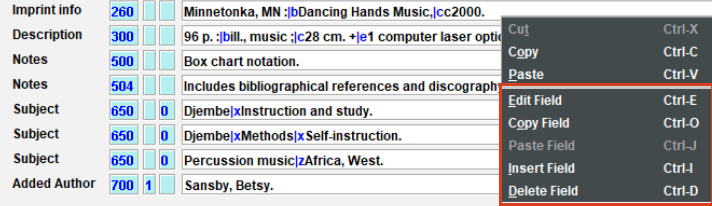 Imprint info 260 Minnetonka, MN :|bDancing Hands Music,|cc2000.
Description 300 96 p. :|bill., music ;|c28 cm. +|e1 computer laser optic
Notes 500 Box chart notation.
Notes 504 Includes bibliographical references and discography
Subject 650 0 Djembe|xInstruction and study.
Subject 650 0 Djembe|xMethods|xSelf-instruction.
Subject 650 0 Percussion music|zAfrica, West.
Added Author 700 1 Sansby, Betsy.
Cut Ctrl-X
Copy Ctrl-C
Paste Ctrl-V
Edit Field Ctrl-E
Copy Field Ctrl-O
Paste Field Ctrl-J
Insert Field Ctrl-I
Delete Field Ctrl-D